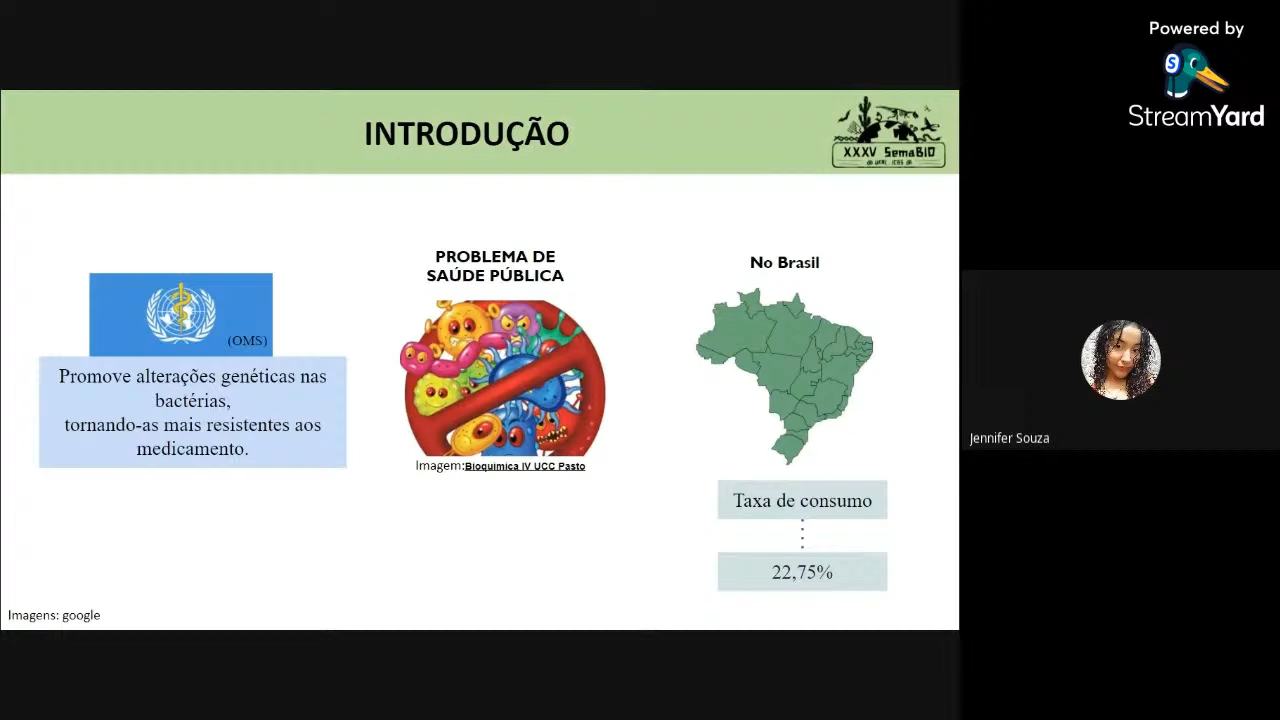 Powered by
StreamYard
INTRODUÇÃO
XXXV SemaBIO
PROBLEMA DE
SAÚDE PÚBLICA
No Brasil
(OMS)
Promove alterações genéticas nas
bactérias,
tornando-as mais resistentes aos
medicamento.
Imagem:Bioquimica IV UCC Pasto
Taxa de consumo
22,75%
Imagens: google
Jennifer Souza